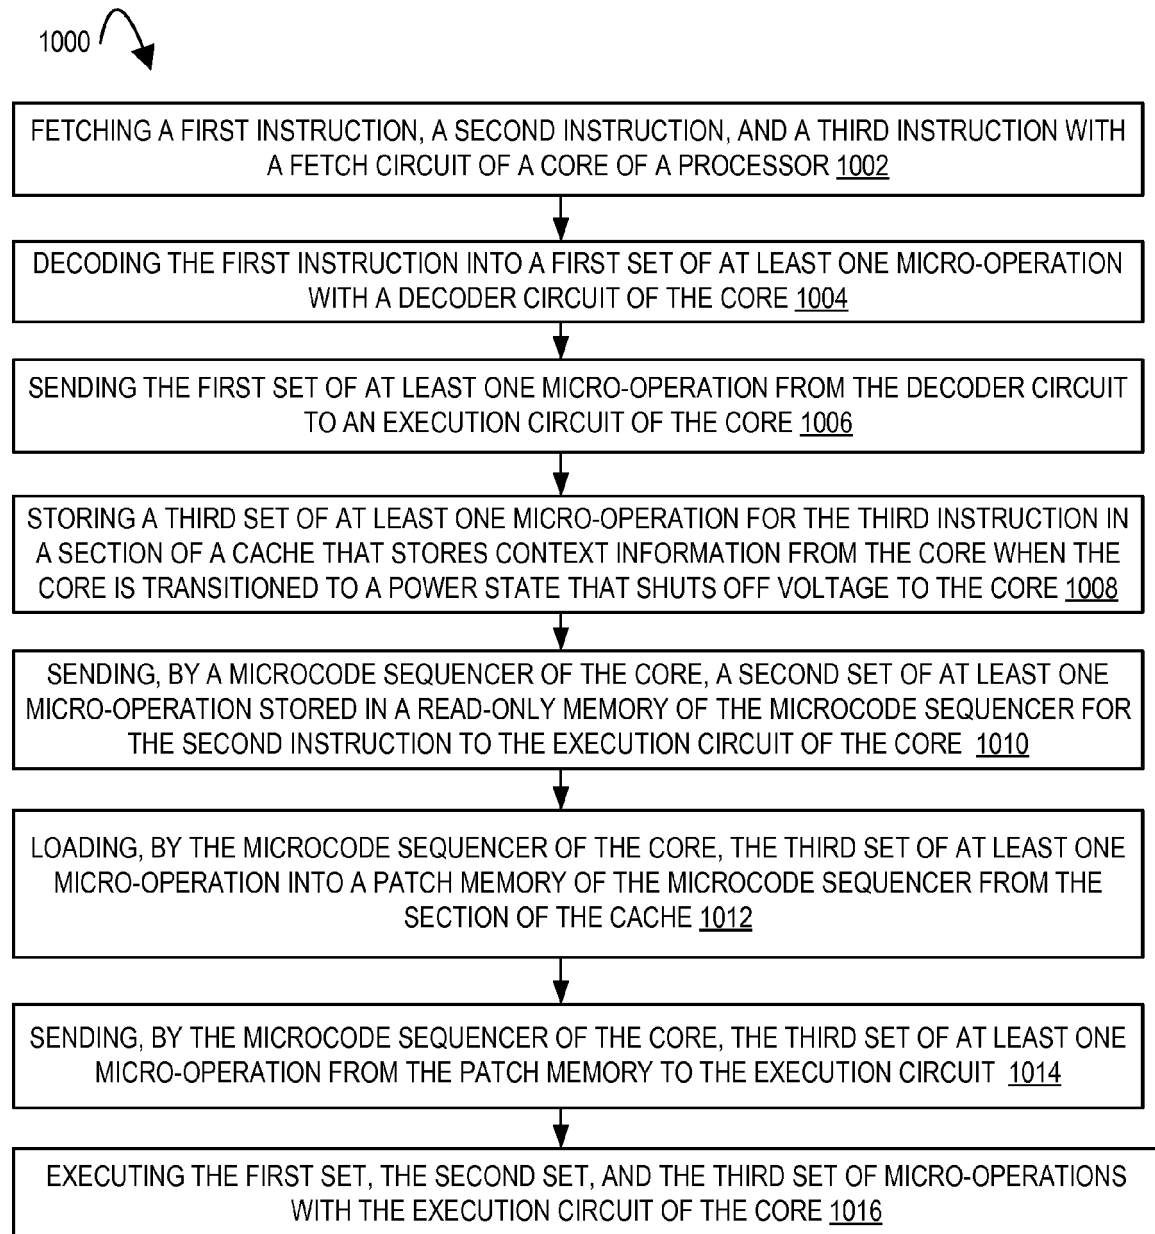 1000
FETCHING A FIRST INSTRUCTION, A SECOND INSTRUCTION, AND A THIRD INSTRUCTION WITH
A FETCH CIRCUIT OF A CORE OF A PROCESSOR 1002
DECODING THE FIRST INSTRUCTION INTO A FIRST SET OF AT LEAST ONE MICRO-OPERATION
WITH A DECODER CIRCUIT OF THE CORE 1004
SENDING THE FIRST SET OF AT LEAST ONE MICRO-OPERATION FROM THE DECODER CIRCUIT
TO AN EXECUTION CIRCUIT OF THE CORE 1006
STORING A THIRD SET OF AT LEAST ONE MICRO-OPERATION FOR THE THIRD INSTRUCTION IN
A SECTION OF A CACHE THAT STORES CONTEXT INFORMATION FROM THE CORE WHEN THE
CORE IS TRANSITIONED TO A POWER STATE THAT SHUTS OFF VOLTAGE TO THE CORE 1008
SENDING, BY A MICROCODE SEQUENCER OF THE CORE, A SECOND SET OF AT LEAST ONE
MICRO-OPERATION STORED IN A READ-ONLY MEMORY OF THE MICROCODE SEQUENCER FOR
THE SECOND INSTRUCTION TO THE EXECUTION CIRCUIT OF THE CORE 1010
LOADING, BY THE MICROCODE SEQUENCER OF THE CORE, THE THIRD SET OF AT LEAST ONE
MICRO-OPERATION INTO A PATCH MEMORY OF THE MICROCODE SEQUENCER FROM THE
SECTION OF THE CACHE 1012
SENDING, BY THE MICROCODE SEQUENCER OF THE CORE, THE THIRD SET OF AT LEAST ONE
MICRO-OPERATION FROM THE PATCH MEMORY TO THE EXECUTION CIRCUIT 1014
EXECUTING THE FIRST SET, THE SECOND SET, AND THE THIRD SET OF MICRO-OPERATIONS
WITH THE EXECUTION CIRCUIT OF THE CORE 1016